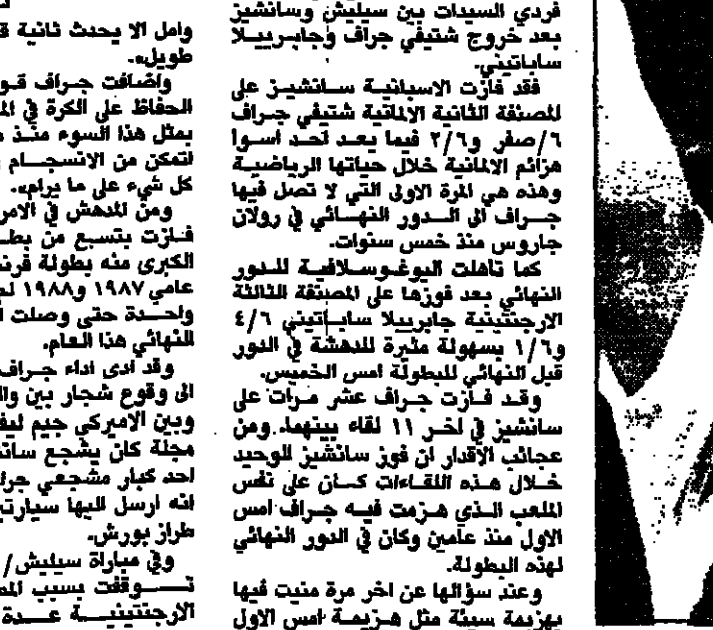 فردي السيدات بين سيليش وسانشيز
بعد خروج شتيفي جراف وجابرييلا
ساباتيني.
فقد فازت الاسبانية سانشيز على
المصنفة الثانية الالمانية شتيفي جراف
٦/صفر و٢/٦ فيما يعد احد اسوا
هزائم الالمانية خلال حياتها الرياضية
وهذه هي المرة الاولى التي لا تصل فيها
جراف الى الدور النهائي في رولان
جاروس منذ خمس سنوات.
كما تاهلت اليوغوسلافية للدور
النهائي بعد فوزها على المصنفة الثالثة
الارجنتينية جابرييلا ساباتيني ٤/٦
و١/٦ بسهولة مثيرة للدهشة في الدور
قبل النهائي للبطولة امس الخميس.
وقد فازت جراف عشر مرات على
سانشيز في اخر ١١ لقاء بينهما. ومن
عجائب الاقدار ان فوز سانشيز الوحيد
خلال هذه اللقاءات كان على نفس
الملعب الذي هزمت فيه جراف امس
الاول منذ عامين وكان في الدور النهائي
لهذه البطولة.
وعند سؤالها عن اخر مرة منيت فيها
بهزيمة سيئة مثل هزيمة امس الاول
وامل الا يحدث ثانية
طويل».
واضافت جراف
الحفاظ على الكرة في
بمثل هذا السوء منذ
اتمكن من الانسجام
كل شيء على ما يرام».
ومن المدهش في الامر
فازت بتسع من
الكبرى منه بطولة
عامي ١٩٨٧ و١٩٨٨
واحدة حتى وصلت
النهائي هذا العام.
وقد ادى اداء جراف
الى وقوع شجار بين
وبين الاميركي جيم
مجلة كان يشجع
احد كبار مشجعي
انه ارسل اليها
طراز بورش.
وفي مباراة سيليش/
توقفت بسبب
الارجنتينية عدة